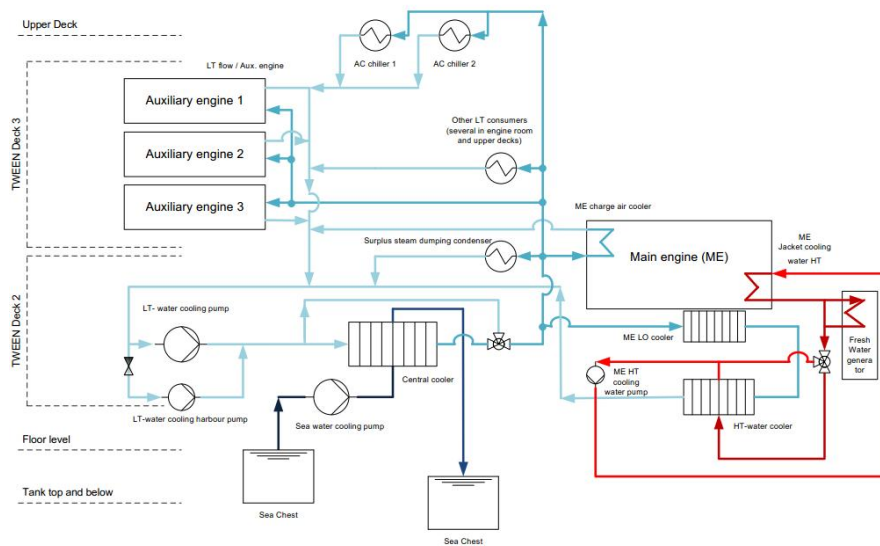 Upper Deck
AC chiller 1
AC chiller 2
LT flow / Aux. engine
TWEEN Deck 3
Auxiliary engine 1
Auxiliary engine 2
Auxiliary engine 3
Other LT consumers
(several in engine room
and upper decks)
ME charge air cooler
Surplus steam dumping condenser
Main engine (ME)
ME
Jacket cooling
water HT
TWEEN Deck 2
LT- water cooling pump
Central cooler
ME LO cooler
Fresh
Water
genera
tor
ME HT
cooling
water pump
LT-water cooling harbour pump
Sea water cooling pump
HT-water cooler
Floor level
Tank top and below
Sea Chest
Sea Chest